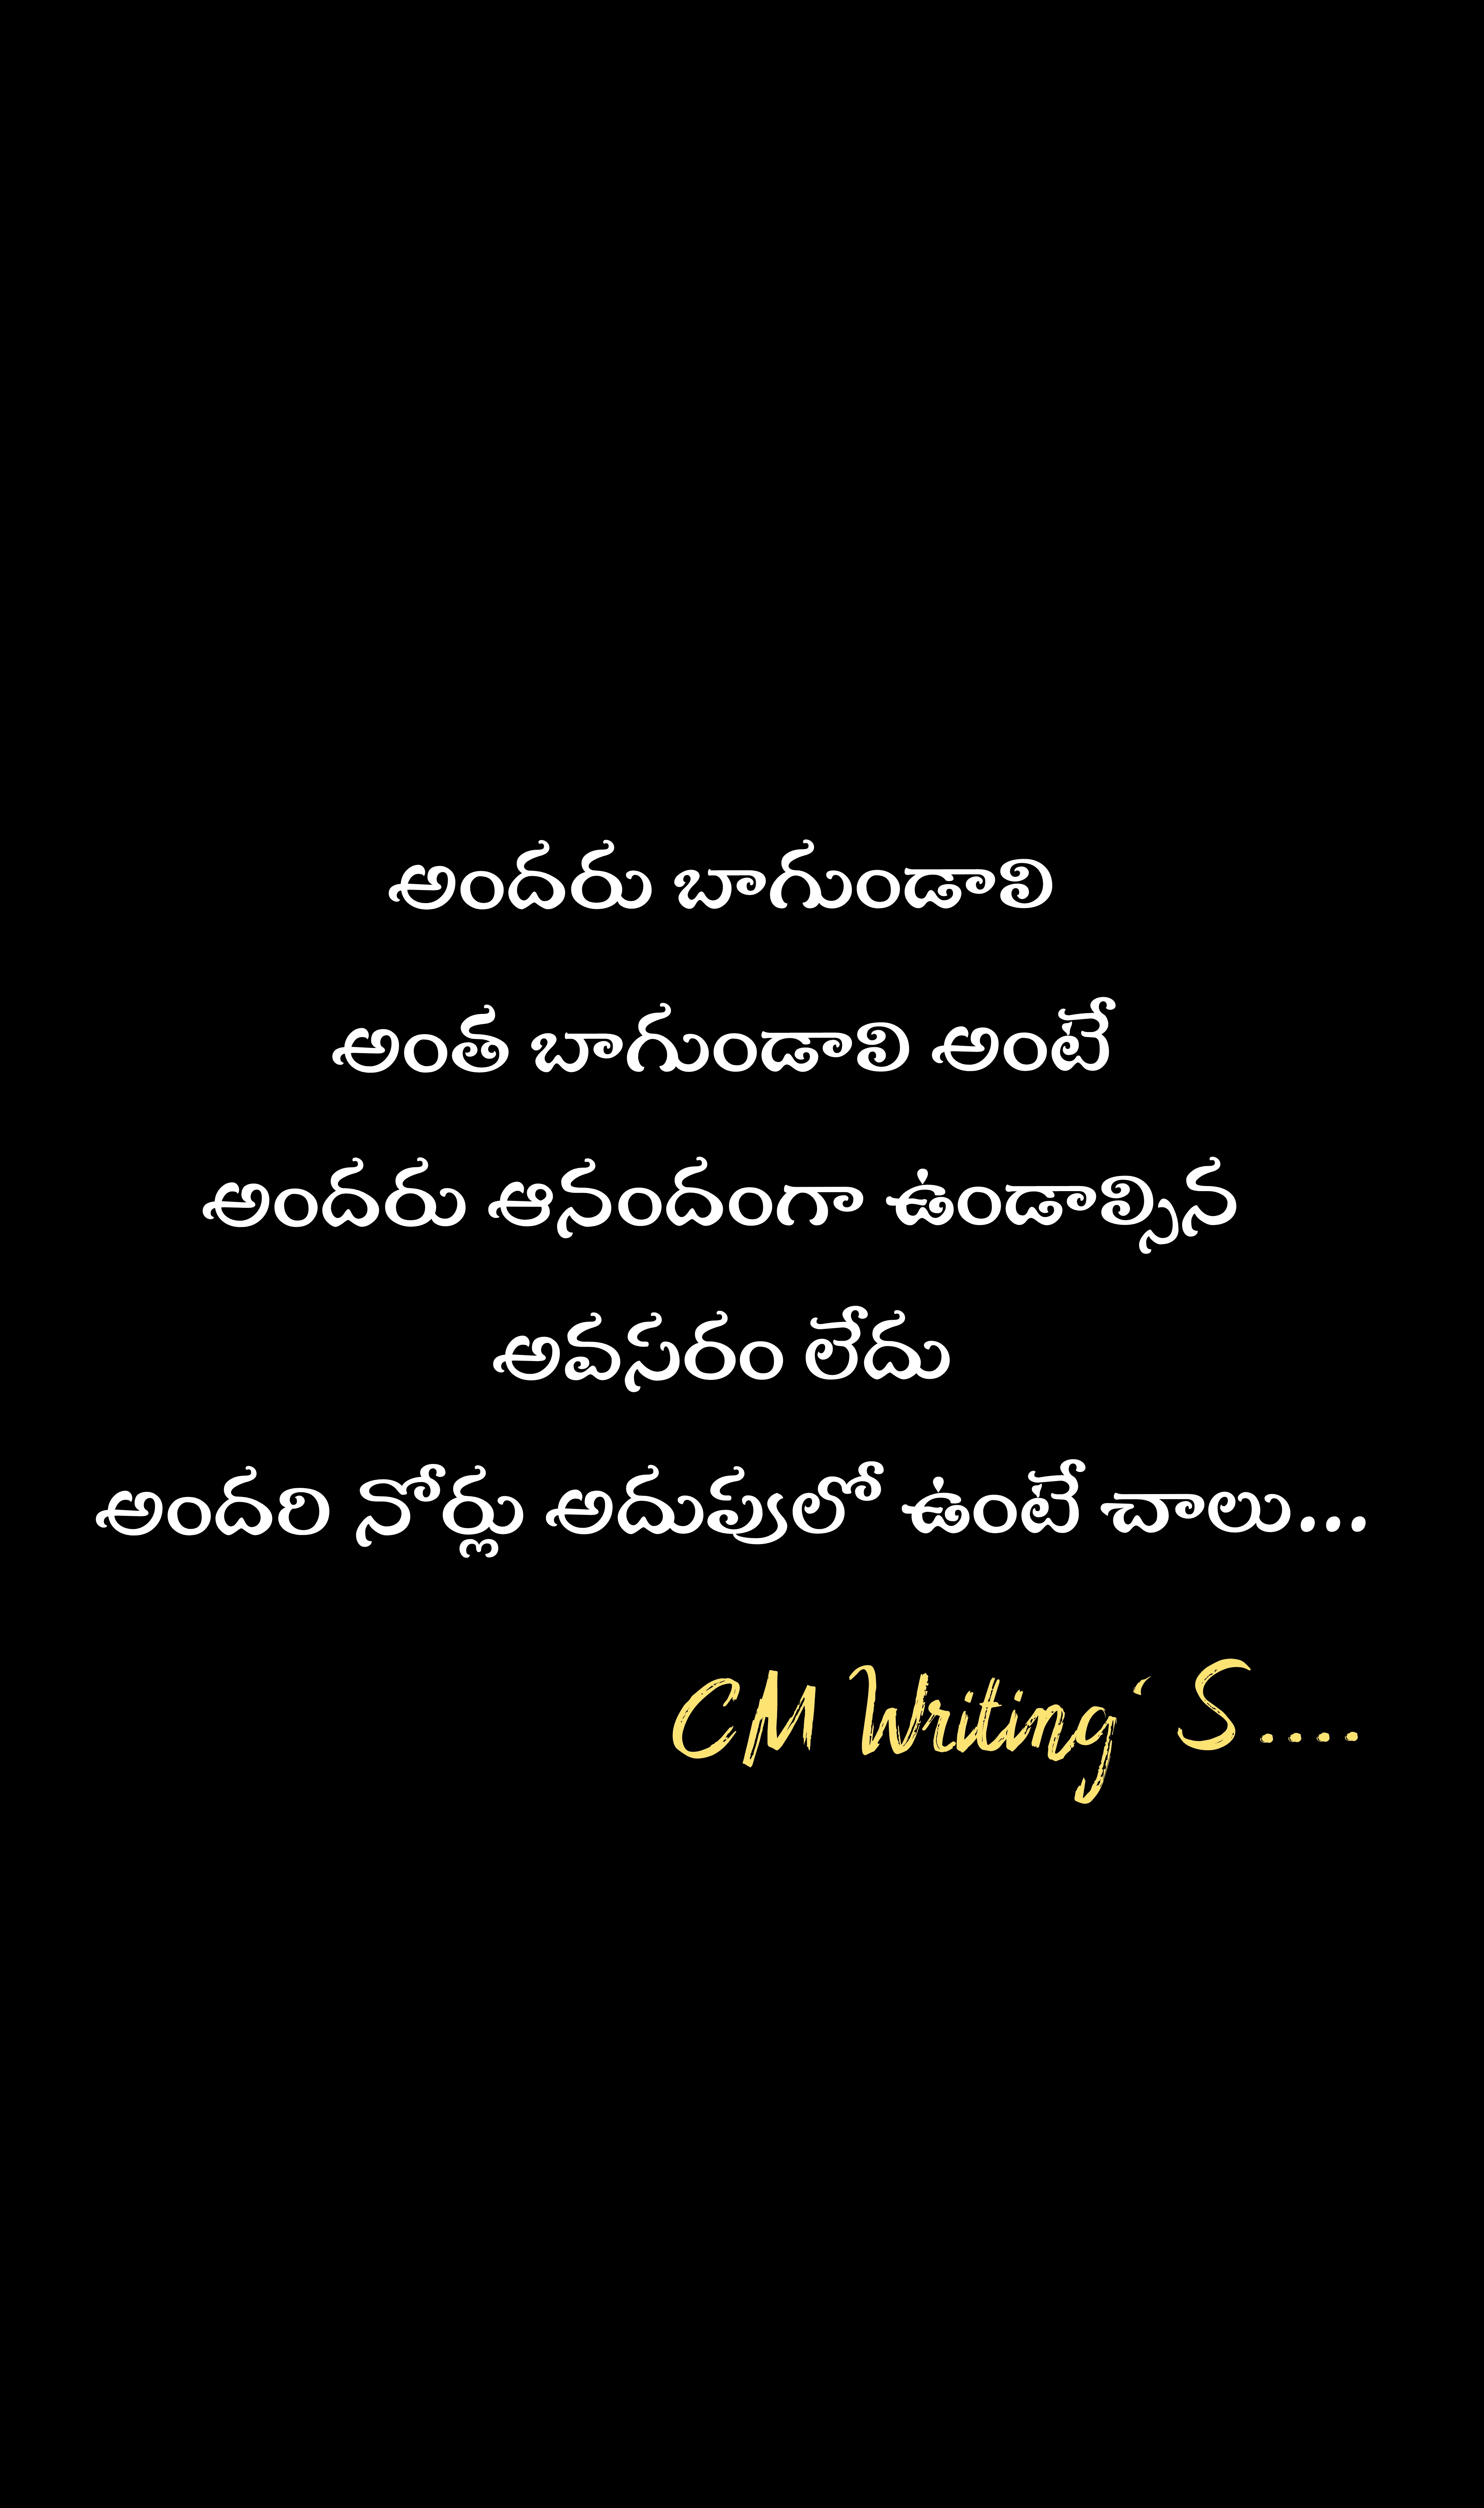 అందరు బాగుండాలి
అంత బాగుండాలి అంటే
అందరు ఆనందంగా ఉండాల్సిన
అవసరం లేదు
అందరి నోర్లు అదుపులో ఉంటే చాలు...
CM Writing' S....